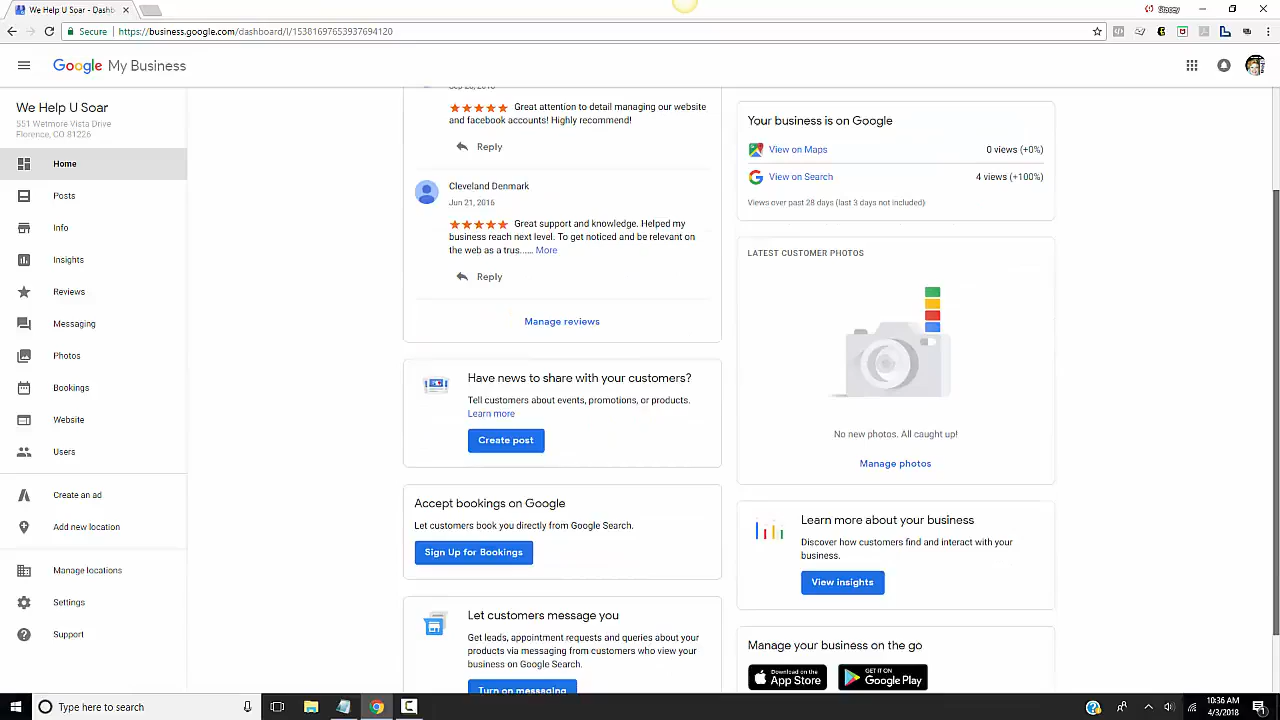 We Help U Soar - Dashb
Stacey
Secure
https://business.google.com/dashboard/l/15381697653937694120
Google My Business
We Help U Soar
551 Wetmore Vista Drive
Florence, CO 81226
Home
Posts
Info
Insights
Reviews
Messaging
Photos
Bookings
Website
Users
Create an ad
Add new location
Manage locations
Settings
Support
Great attention to detail managing our website
and facebook accounts! Highly recommend!
Reply
Cleveland Denmark
Jun 21, 2016
Great support and knowledge. Helped my
business reach next level. To get noticed and be relevant on
the web as a trus...... More
Reply
Manage reviews
Have news to share with your customers?
Tell customers about events, promotions, or products.
Learn more
Create post
Accept bookings on Google
Let customers book you directly from Google Search.
Sign Up for Bookings
Let customers message you
Get leads, appointment requests and queries about your
products via messaging from customers who view your
business on Google Search.
Turn on messaging
Your business is on Google
View on Maps 0 views (+0%)
View on Search 4 views (+100%)
Views over past 28 days (last 3 days not included)
LATEST CUSTOMER PHOTOS
No new photos. All caught up!
Manage photos
Learn more about your business
Discover how customers find and interact with your
business.
View insights
Manage your business on the go
Download on the
App Store
GET IT ON
Google Play
Type here to search
10:36 AM
4/3/2018